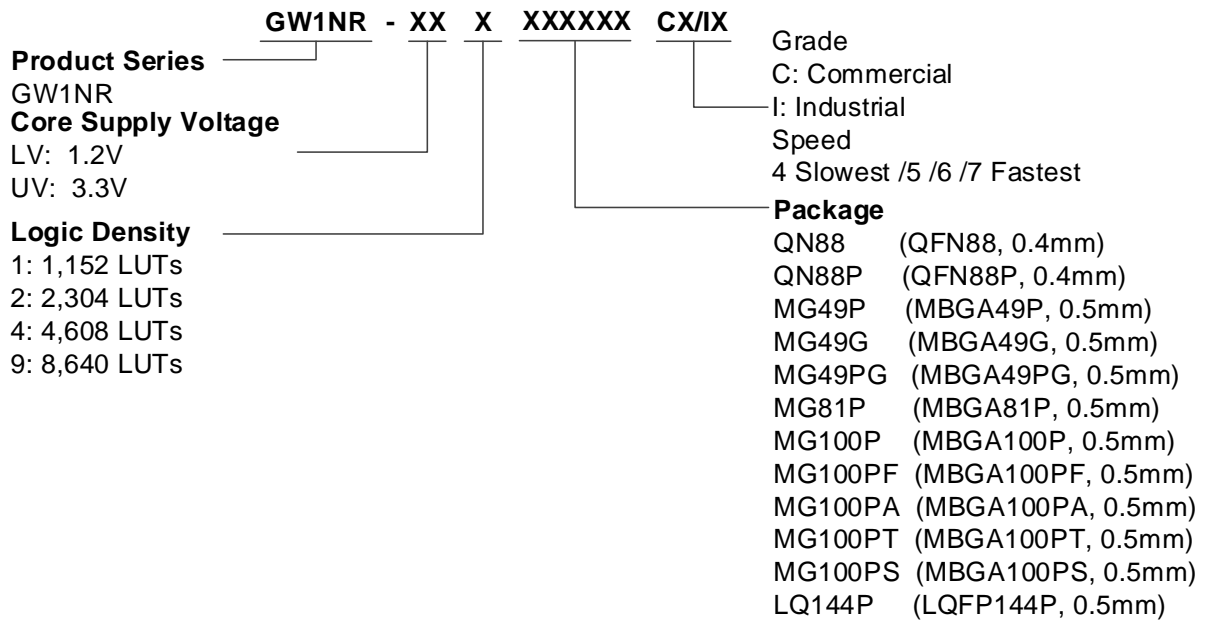 GW1NR - XX X XXXXXX CX/IX
Product Series
GW1NR
Core Supply Voltage
LV: 1.2V
UV: 3.3V
Logic Density
1: 1,152 LUTs
2: 2,304 LUTs
4: 4,608 LUTs
9: 8,640 LUTs
Grade
C: Commercial
I: Industrial
Speed
4 Slowest /5 /6 /7 Fastest
Package
QN88 (QFN88, 0.4mm)
QN88P (QFN88P, 0.4mm)
MG49P (MBGA49P, 0.5mm)
MG49G (MBGA49G, 0.5mm)
MG49PG (MBGA49PG, 0.5mm)
MG81P (MBGA81P, 0.5mm)
MG100P (MBGA100P, 0.5mm)
MG100PF (MBGA100PF, 0.5mm)
MG100PA (MBGA100PA, 0.5mm)
MG100PT (MBGA100PT, 0.5mm)
MG100PS (MBGA100PS, 0.5mm)
LQ144P (LQFP144P, 0.5mm)